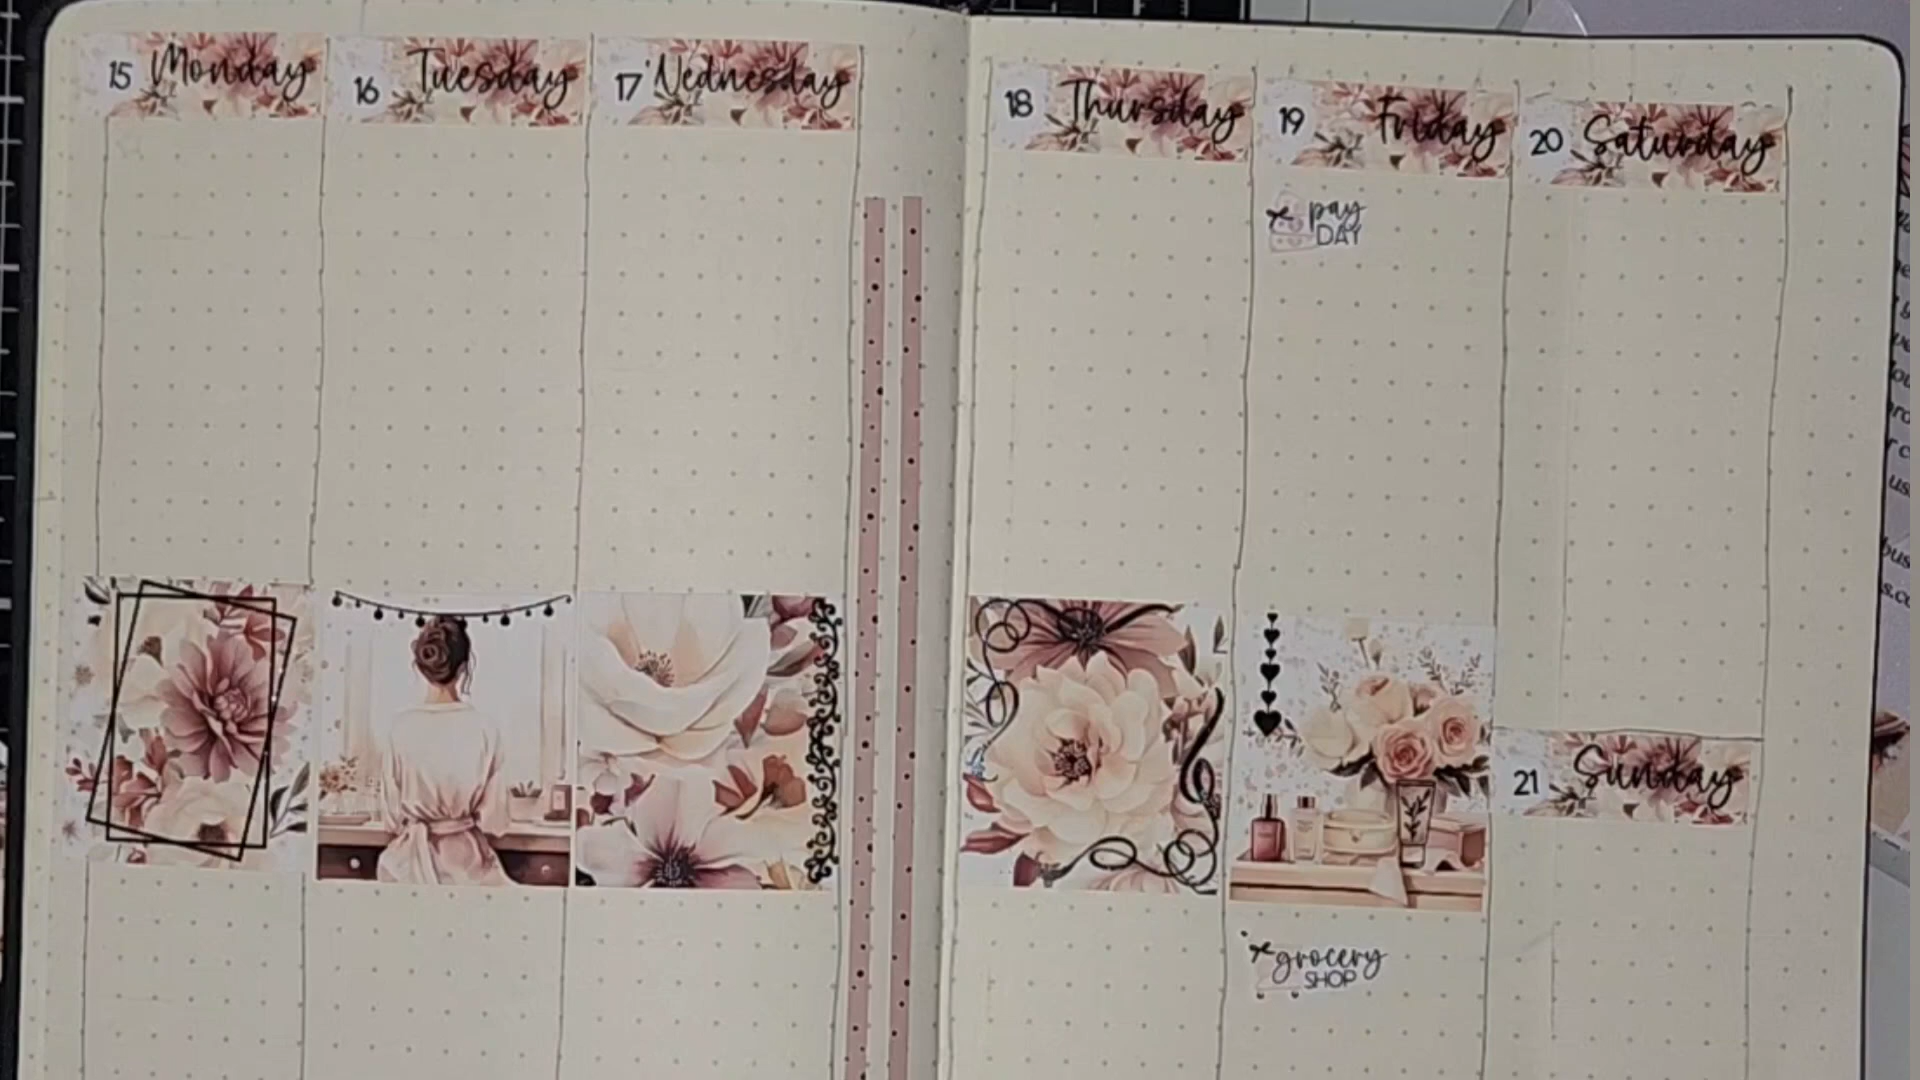 15 Monday
16 Tuesday
17 Wednesday
18 Thursday
19 Friday
20 Saturday
pay
DAY
21 Sunday
grocery
SHOP